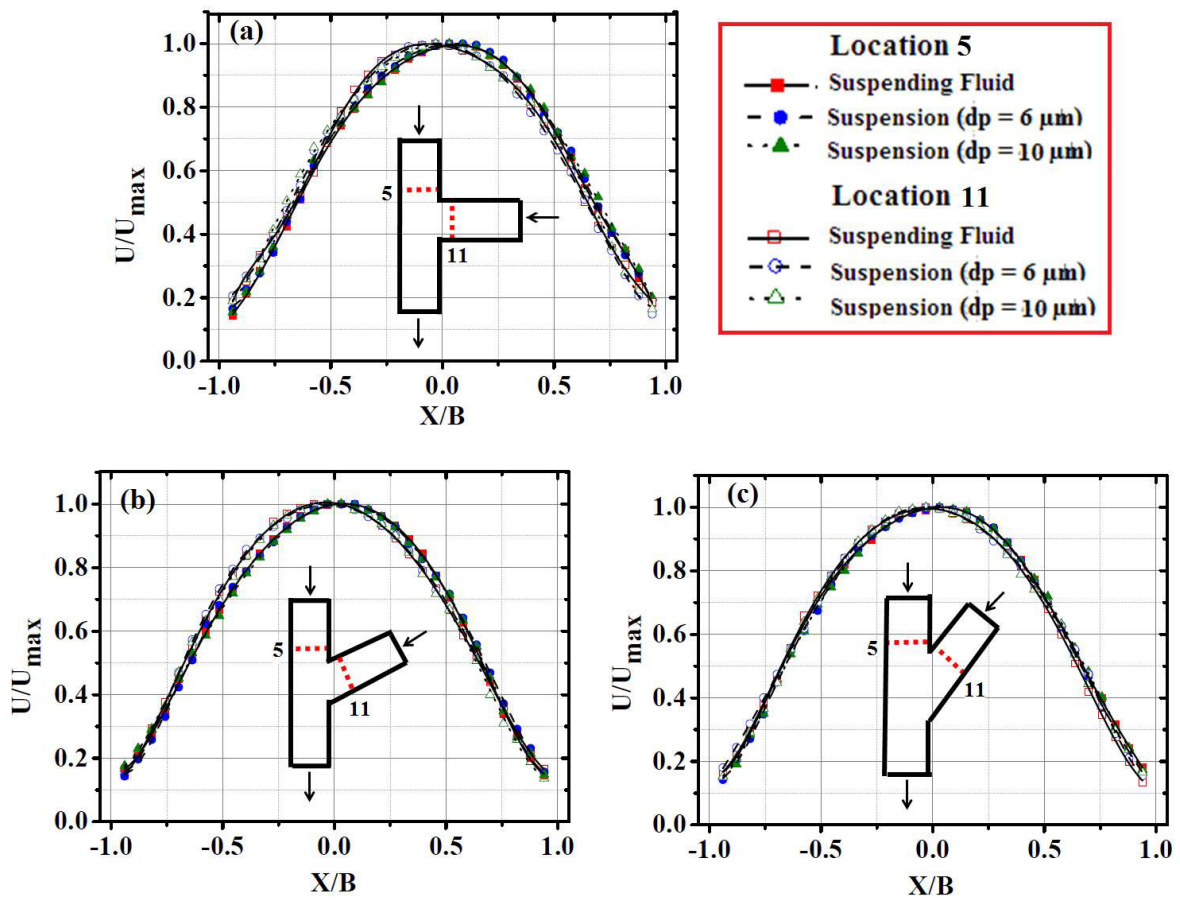 (a)
1.0
0.8
0.6
0.4
0.2
0.0
U/Umax
-1.0 -0.5 0.0 0.5 1.0
X/B
5
11
Location 5
Suspending Fluid
Suspension (dp = 6 µm)
Suspension (dp = 10 µm)
Location 11
Suspending Fluid
Suspension (dp = 6 µm)
Suspension (dp = 10 µm)
(b)
1.0
0.8
0.6
0.4
0.2
0.0
U/Umax
-1.0 -0.5 0.0 0.5 1.0
X/B
5
11
(c)
1.0
0.8
0.6
0.4
0.2
0.0
U/Umax
-1.0 -0.5 0.0 0.5 1.0
X/B
5
11